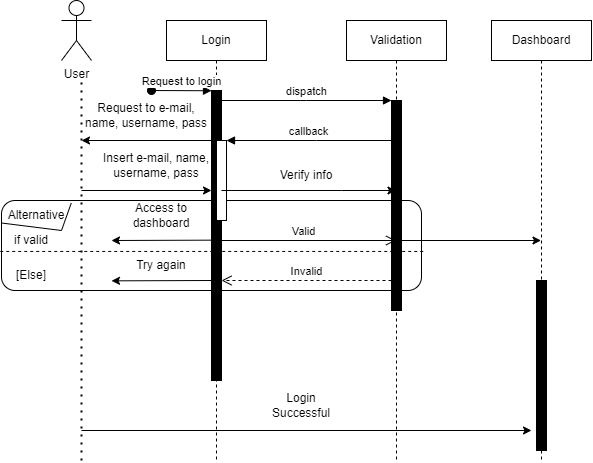 Login
Validation
Dashboard
User
Request to login
dispatch
Request to e-mail,
name, username, pass
callback
Insert e-mail, name,
username, pass
Verify info
Alternative
Access to
dashboard
if valid
Valid
[Else]
Try again
Invalid
Login
Successful